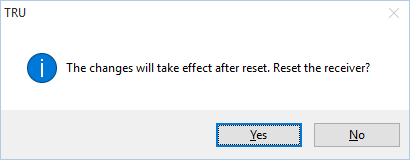 TRU
The changes will take effect after reset. Reset the receiver?
Yes
No